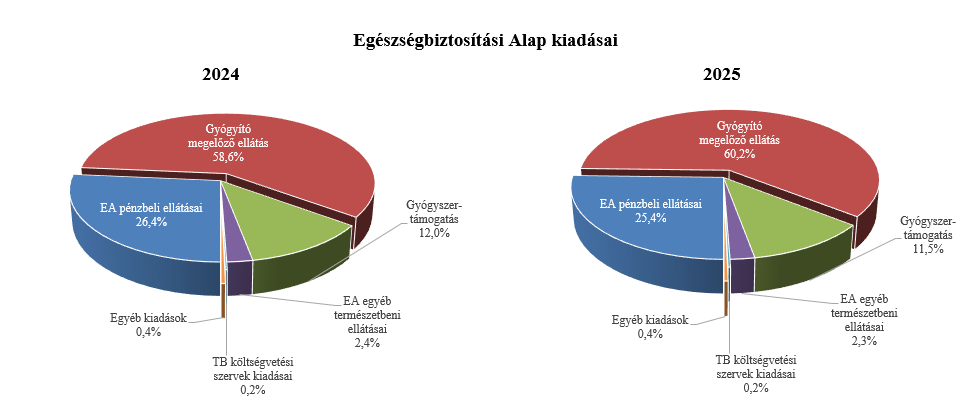 Egészségbiztosítási Alap kiadásai
2024
Gyógyító
megelőző ellátás
58,6%
EA pénzbeli ellátásai
26,4%
Gyógyszer-
támogatás
12,0%
EA egyéb
természetbeni
ellátásai
2,4%
Egyéb kiadások
0,4%
TB költségvetési
szervek kiadásai
0,2%
2025
Gyógyító
megelőző ellátás
60,2%
EA pénzbeli ellátásai
25,4%
Gyógyszer-
támogatás
11,5%
EA egyéb
természetbeni
ellátásai
2,3%
Egyéb kiadások
0,4%
TB költségvetési
szervek kiadásai
0,2%